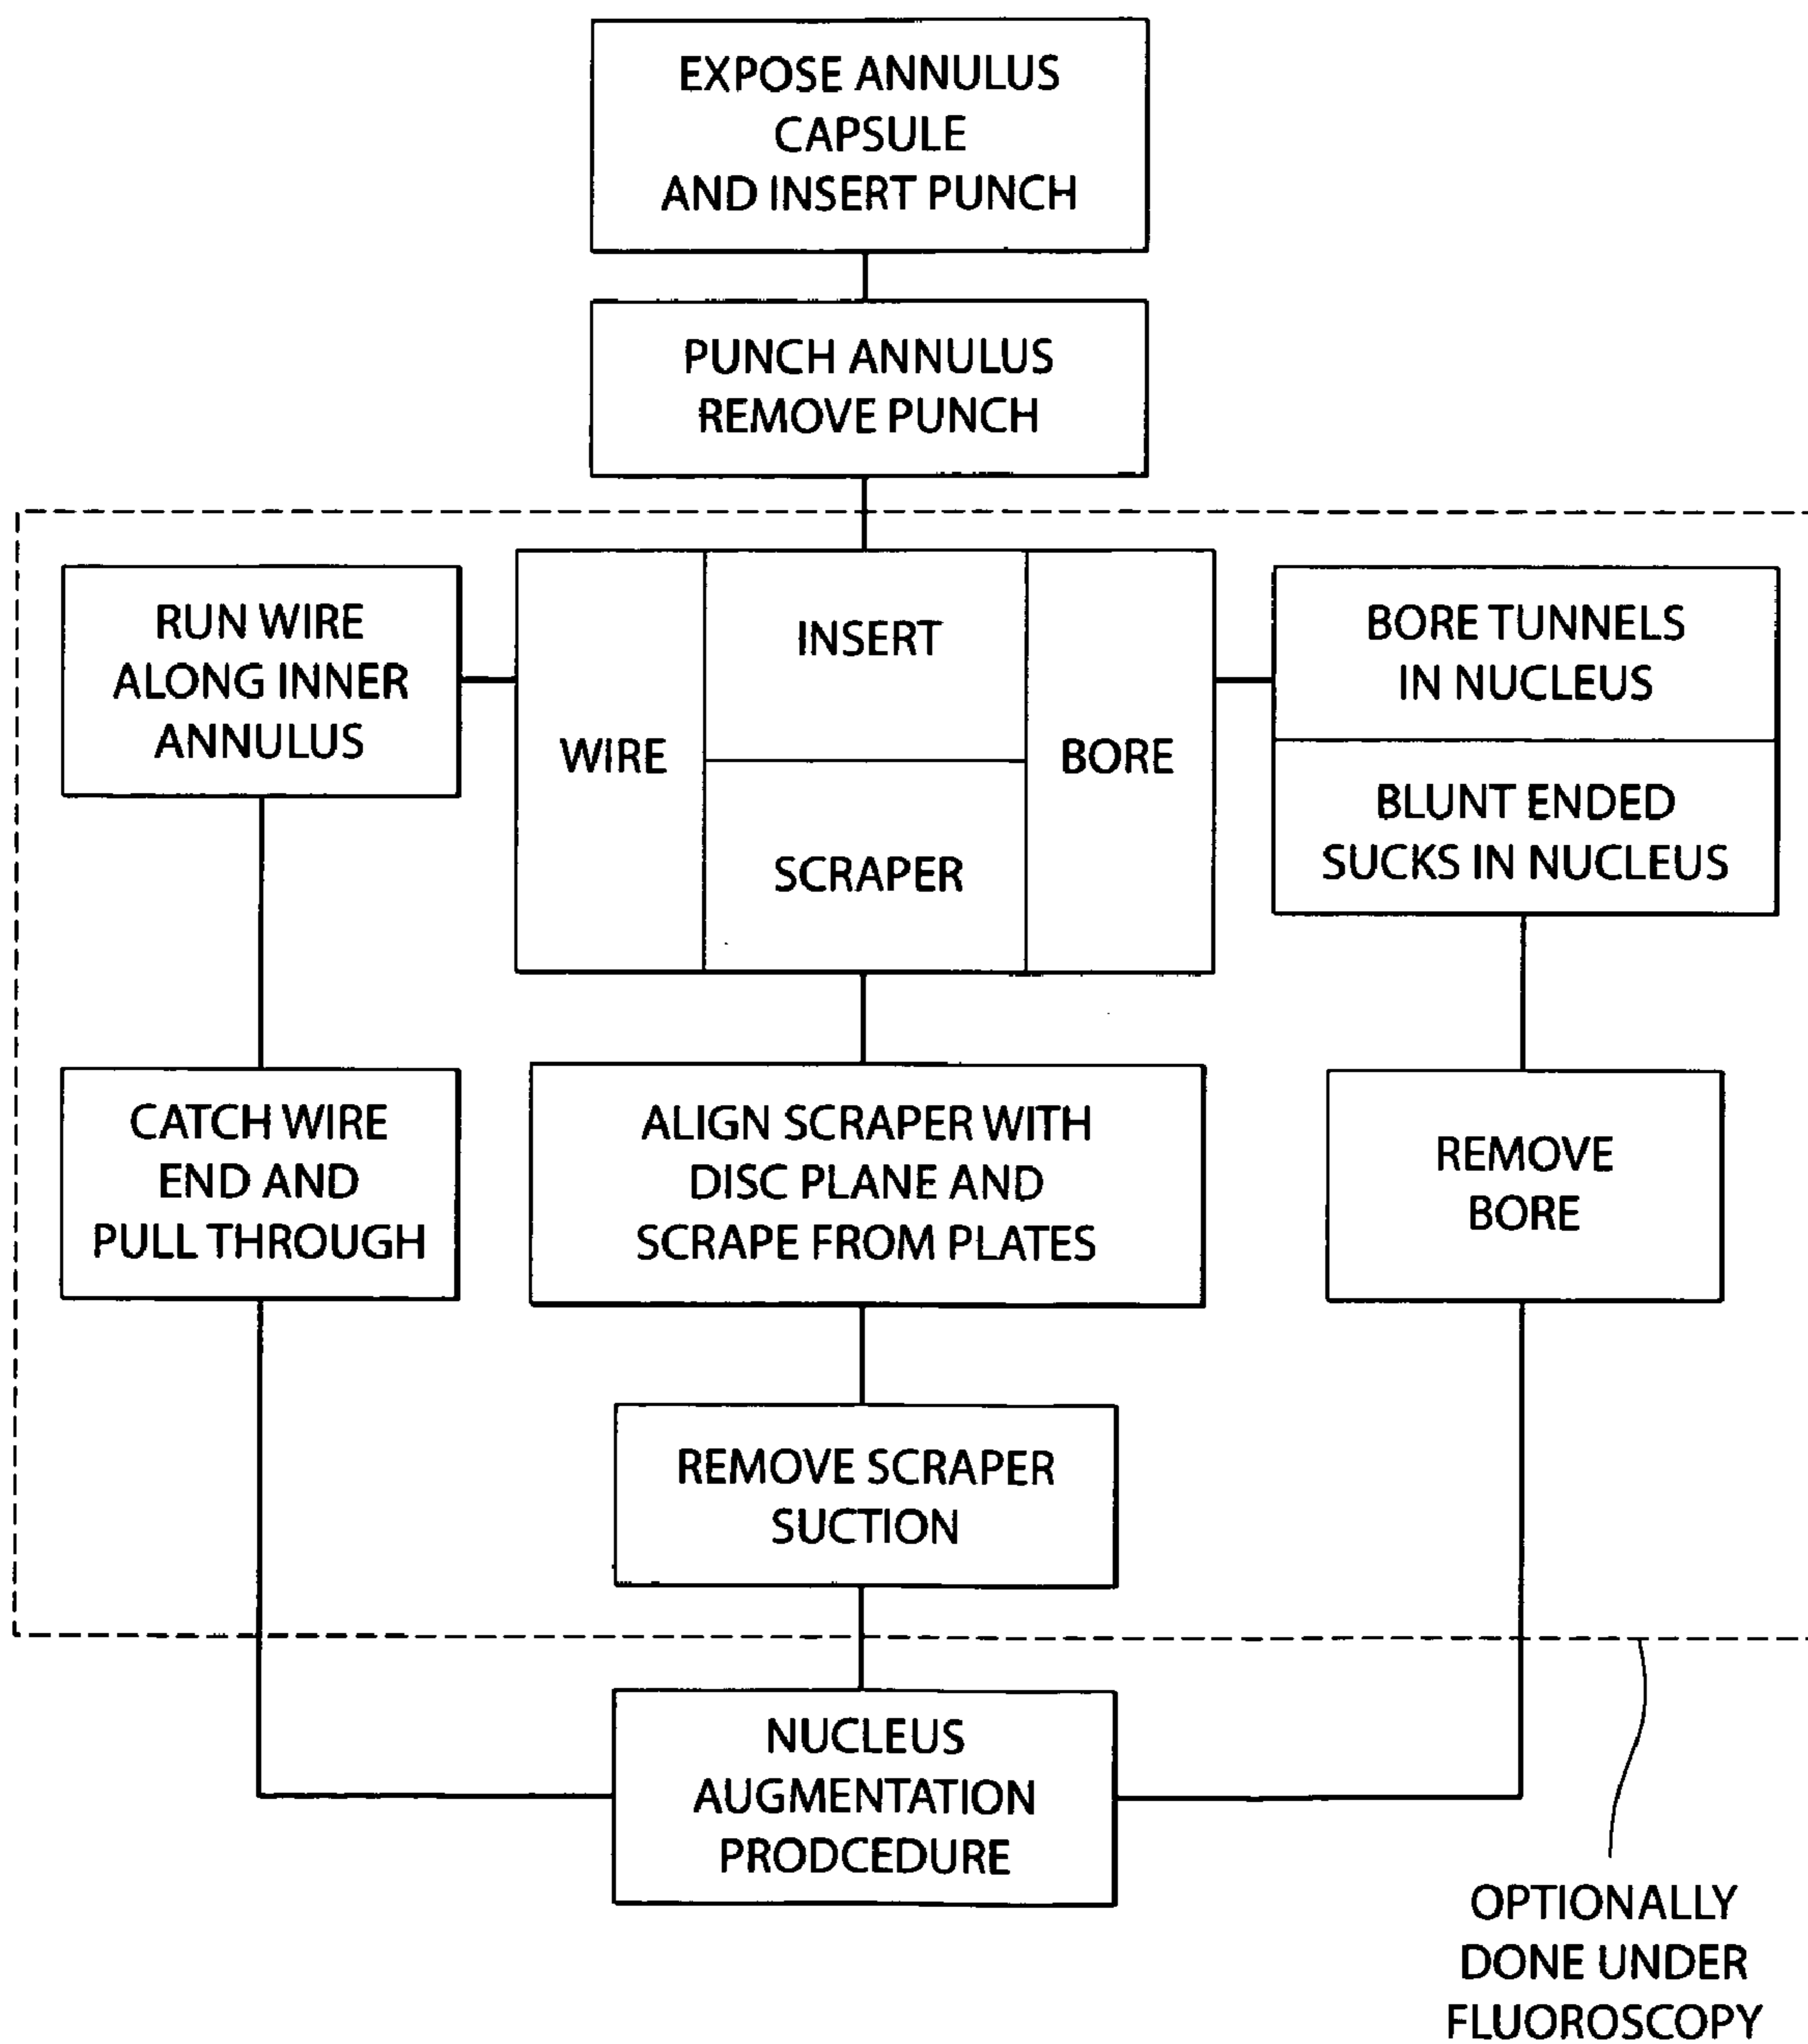 EXPOSE ANNULUS
CAPSULE
AND INSERT PUNCH
PUNCH ANNULUS
REMOVE PUNCH
RUN WIRE
ALONG INNER
ANNULUS
WIRE
INSERT
SCRAPER
BORE
BORE TUNNELS
IN NUCLEUS
BLUNT ENDED
SUCKS IN NUCLEUS
CATCH WIRE
END AND
PULL THROUGH
ALIGN SCRAPER WITH
DISC PLANE AND
SCRAPE FROM PLATES
REMOVE
BORE
REMOVE SCRAPER
SUCTION
NUCLEUS
AUGMENTATION
PRODCEDURE
OPTIONALLY
DONE UNDER
FLUOROSCOPY